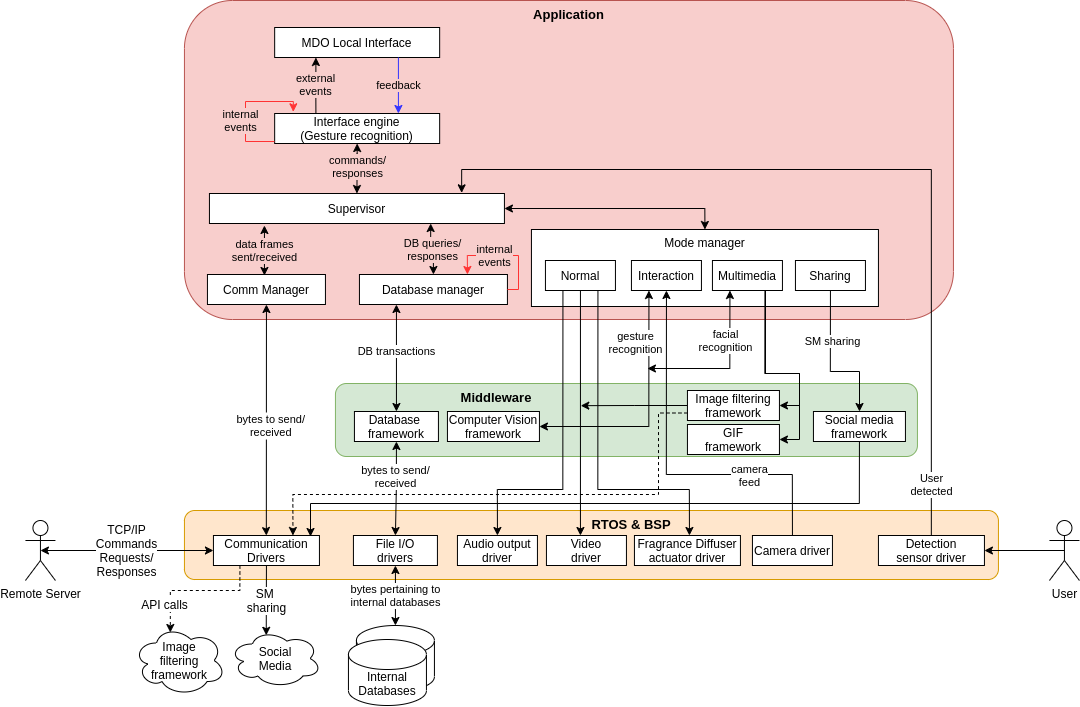 Application
MDO Local Interface
external
events
feedback
internal
events
Interface engine
(Gesture recognition)
commands/
responses
Supervisor
data frames
sent/received
DB queries/
responses
internal
events
Mode manager
Normal
Interaction
Multimedia
Sharing
Comm Manager
Database manager
gesture
recognition
facial
recognition
SM sharing
DB transactions
Middleware
Image filtering
framework
Database
framework
Computer Vision
framework
GIF
framework
Social media
framework
bytes to send/
received
bytes to send/
received
camera
feed
User
detected
RTOS & BSP
TCP/IP
Commands
Requests/
Responses
Communication
Drivers
File I/O
drivers
Audio output
driver
Video
driver
Fragrance Diffuser
actuator driver
Camera driver
Detection
sensor driver
Remote Server
User
API calls
SM
sharing
bytes pertaining to
internal databases
Image
filtering
framework
Social
Media
Internal
Databases